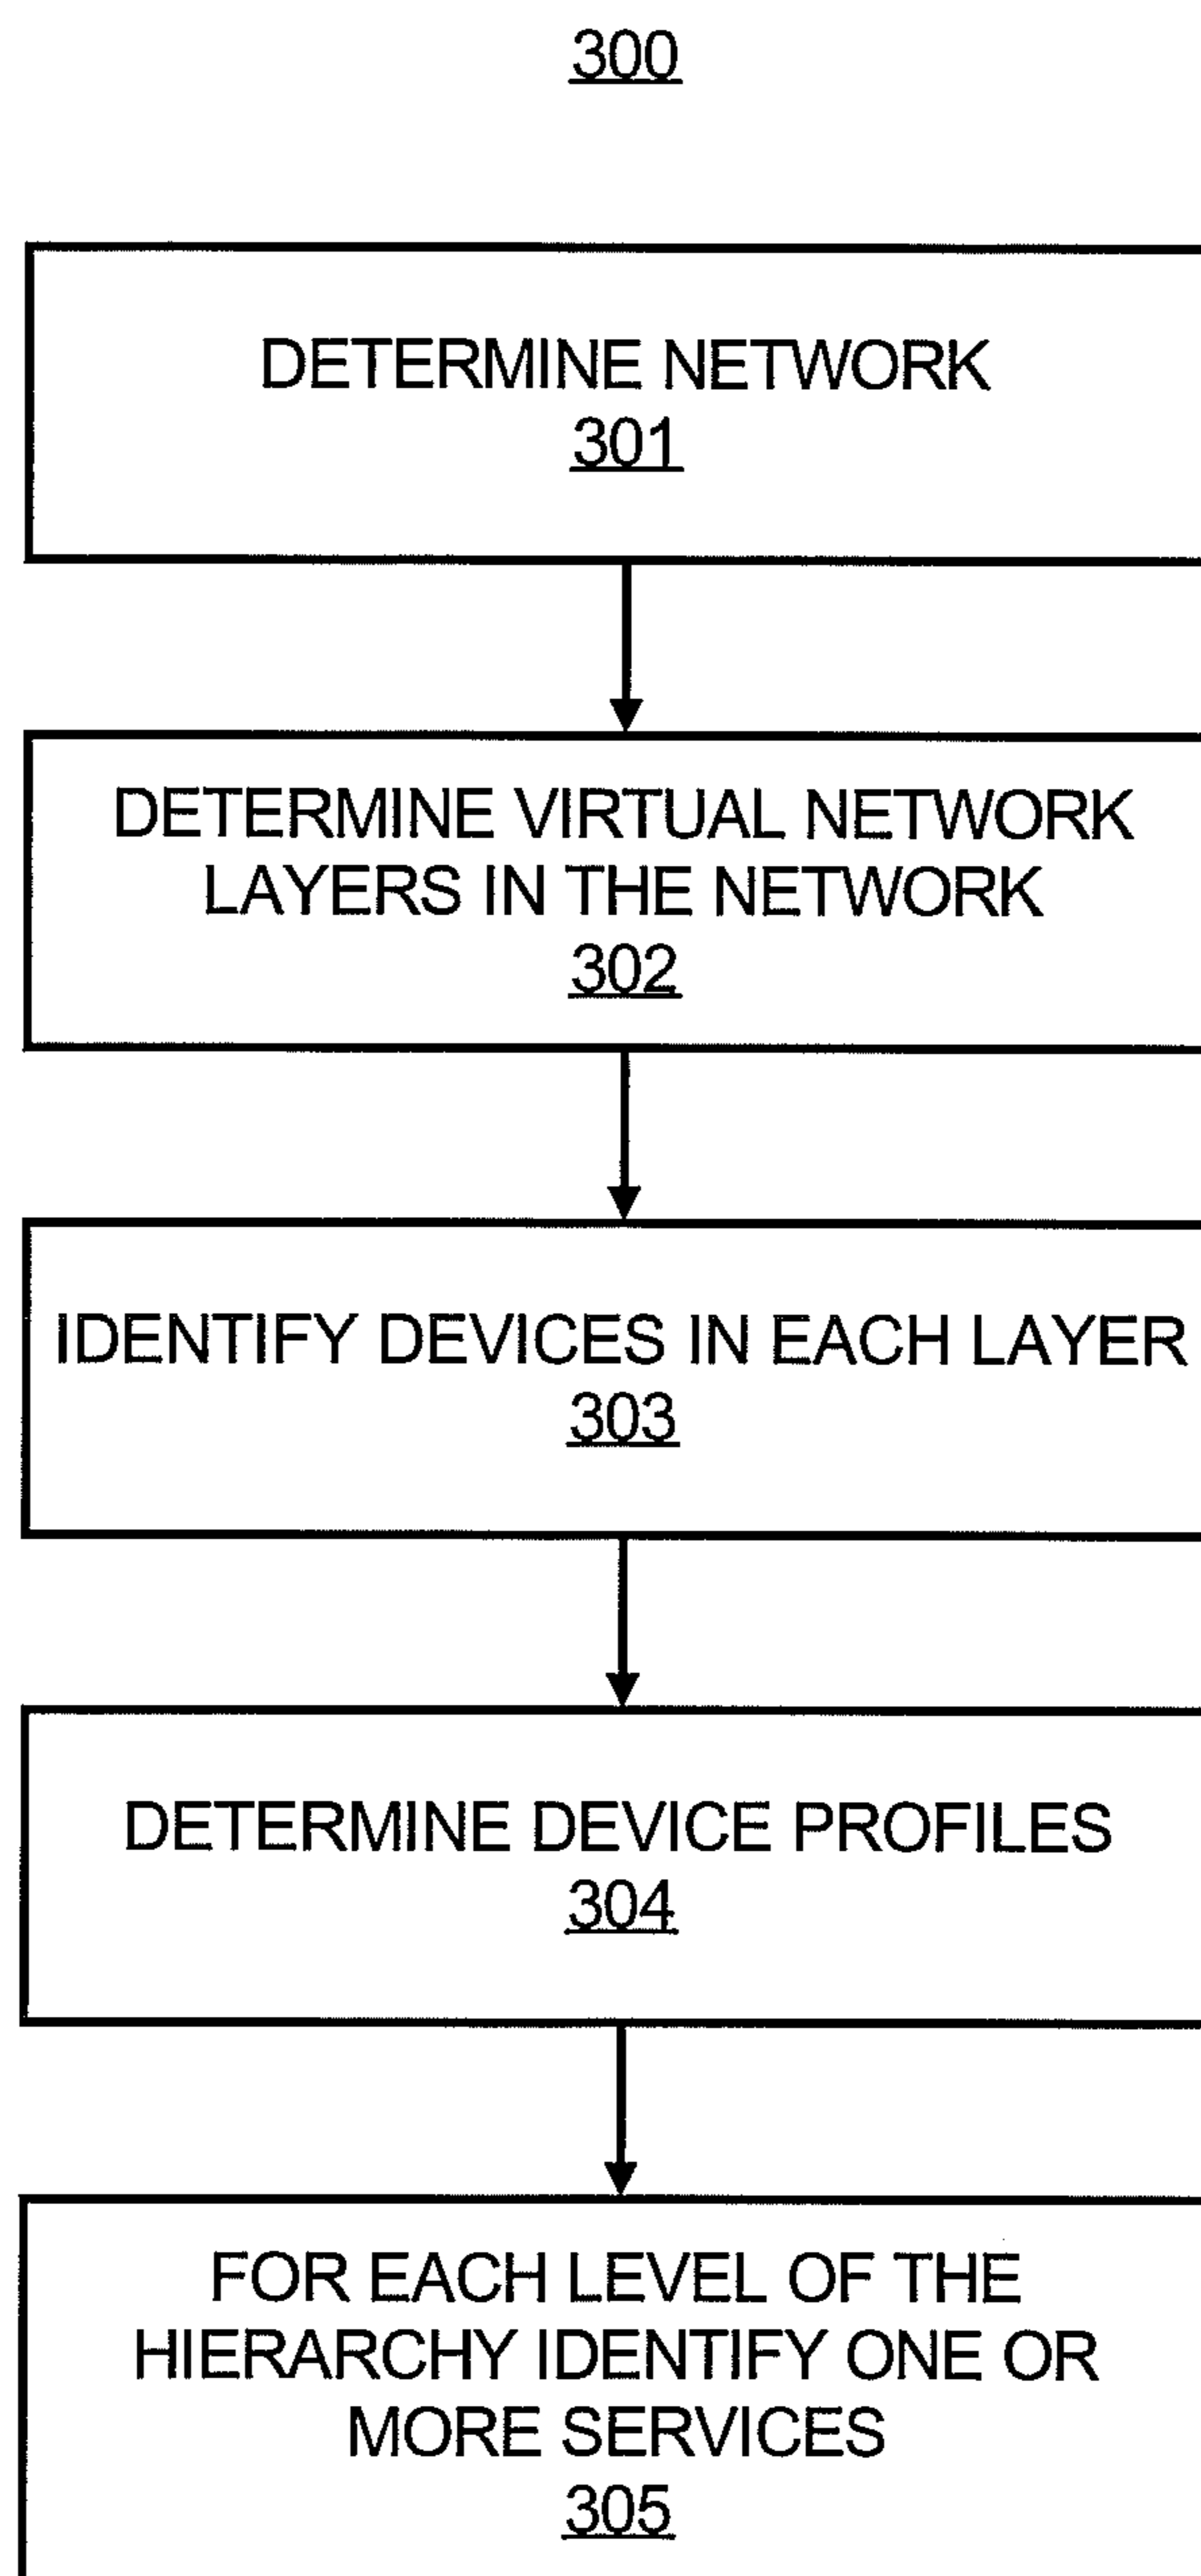 300
DETERMINE NETWORK
301
DETERMINE VIRTUAL NETWORK
LAYERS IN THE NETWORK
302
IDENTIFY DEVICES IN EACH LAYER
303
DETERMINE DEVICE PROFILES
304
FOR EACH LEVEL OF THE
HIERARCHY IDENTIFY ONE OR
MORE SERVICES
305